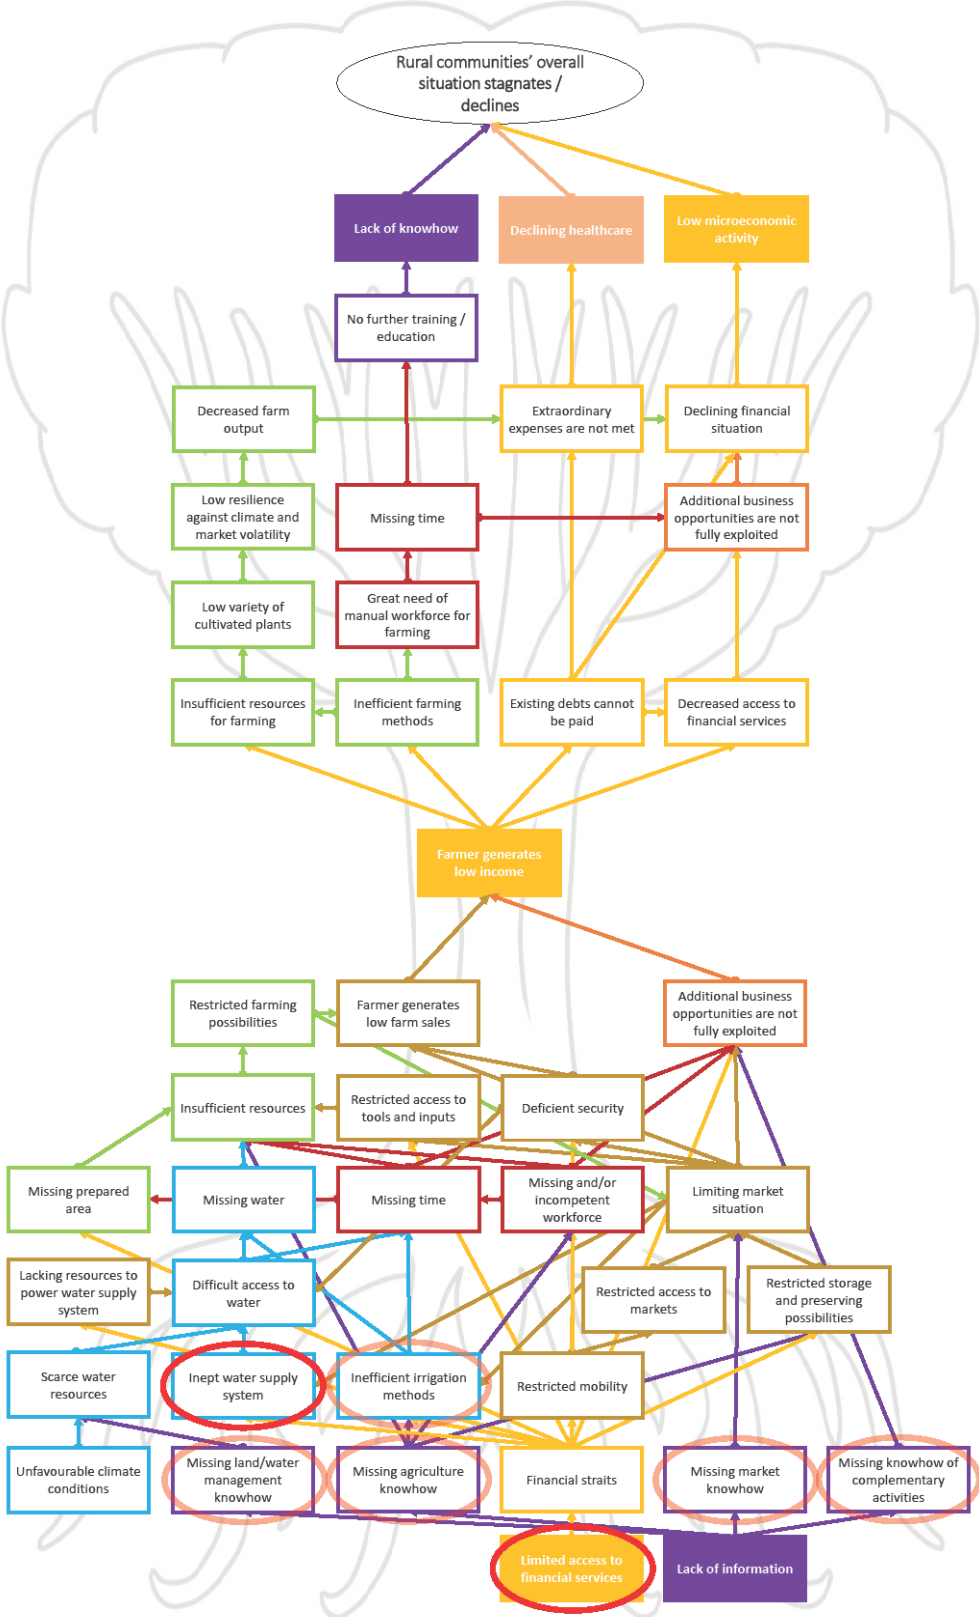 Rural communities’ overall
situation stagnates /
declines
Lack of knowhow
Declining healthcare
Low microeconomic
activity
No further training /
education
Decreased farm
output
Extraordinary
expenses are not met
Declining financial
situation
Low resilience
against climate and
market volatility
Missing time
Additional business
opportunities are not
fully exploited
Low variety of
cultivated plants
Great need of
manual workforce for
farming
Insufficient resources
for farming
Inefficient farming
methods
Existing debts cannot
be paid
Decreased access to
financial services
Farmer generates
low income
Restricted farming
possibilities
Farmer generates
low farm sales
Additional business
opportunities are not
fully exploited
Insufficient resources
Restricted access to
tools and inputs
Deficient security
Missing prepared
area
Missing water
Missing time
Missing and/or
incompetent
workforce
Limiting market
situation
Lacking resources to
power water supply
system
Difficult access to
water
Restricted access to
markets
Restricted storage
and preserving
possibilities
Scarce water
resources
Inept water supply
system
Inefficient irrigation
methods
Restricted mobility
Unfavourable climate
conditions
Missing land/water
management
knowhow
Missing agriculture
knowhow
Financial straits
Missing market
knowhow
Missing knowhow of
complementary
activities
Limited access to
financial services
Lack of information